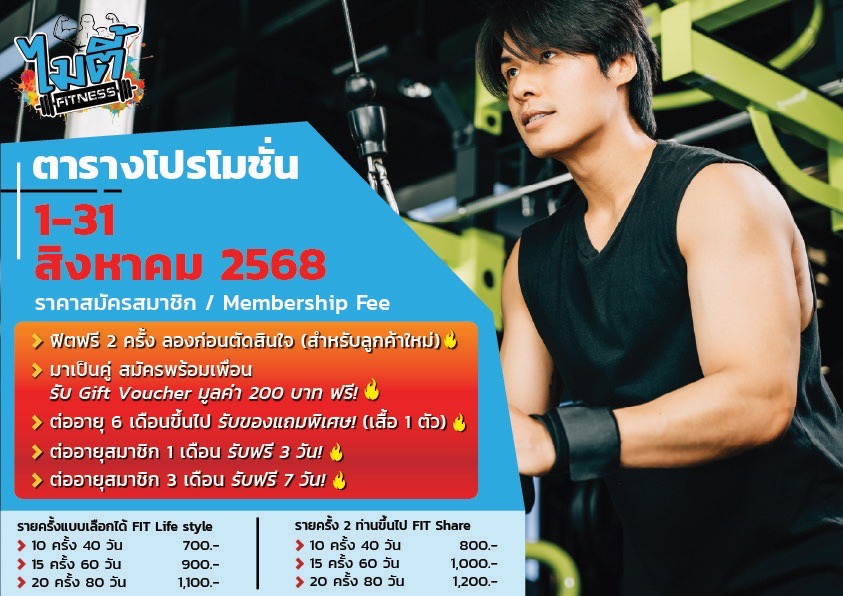 ไมตี้
FITNESS
ตารางโปรโมชั่น
1-31
สิงหาคม 2568
ราคาสมัครสมาชิก / Membership Fee
ฟิตฟรี 2 ครั้ง ลองก่อนตัดสินใจ (สำหรับลูกค้าใหม่)
มาเป็นคู่ สมัครพร้อมเพื่อน
รับ Gift Voucher มูลค่า 200 บาท ฟรี!
ต่ออายุ 6 เดือนขึ้นไป รับของแถมพิเศษ! (เสื้อ 1 ตัว)
ต่ออายุสมาชิก 1 เดือน รับฟรี 3 วัน!
ต่ออายุสมาชิก 3 เดือน รับฟรี 7 วัน!
รายครั้งแบบเลือกได้ FIT Life style
10 ครั้ง 40 วัน 700.-
15 ครั้ง 60 วัน 900.-
20 ครั้ง 80 วัน 1,100.-
รายครั้ง 2 ท่านขึ้นไป FIT Share
10 ครั้ง 40 วัน 800.-
15 ครั้ง 60 วัน 1,000.-
20 ครั้ง 80 วัน 1,200.-